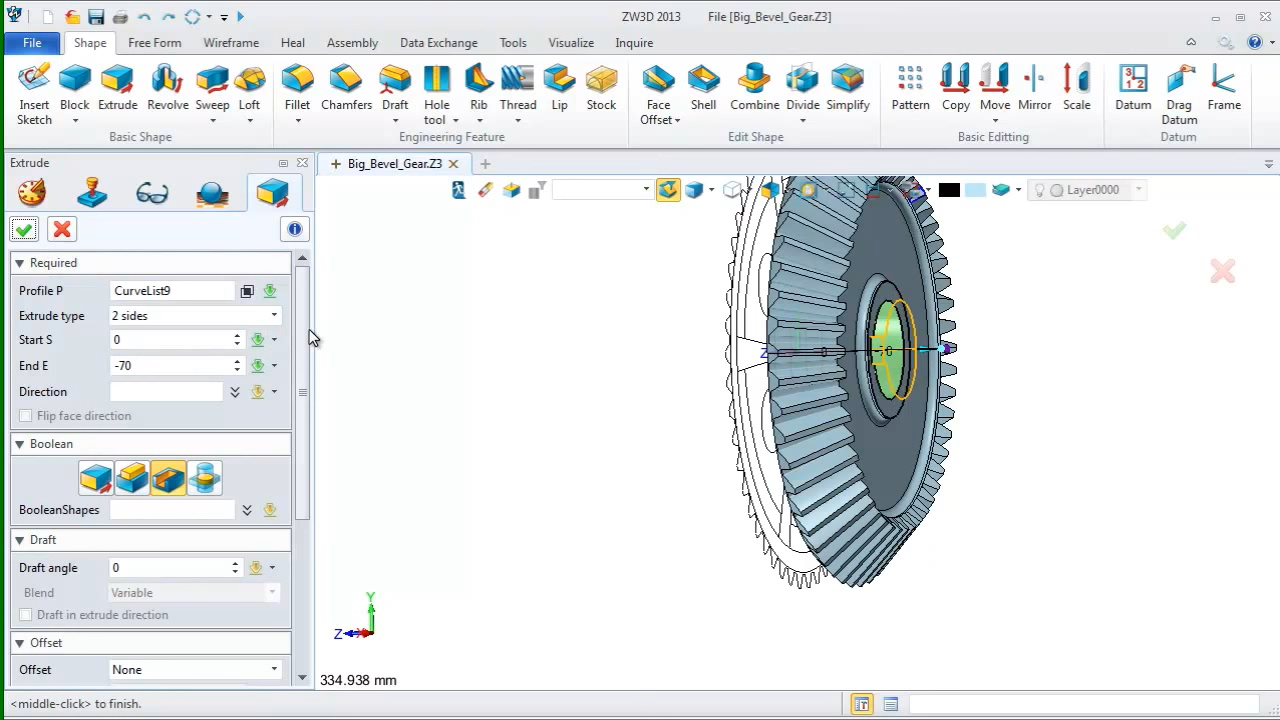 ZW3D 2013 File [Big_Bevel_Gear.Z3]
File Shape Free Form Wireframe Heal Assembly Data Exchange Tools Visualize Inquire
Insert Sketch Block Extrude Revolve Sweep Loft Fillet Chamfers Draft Hole tool Rib Thread Lip Stock Face Offset Shell Combine Divide Simplify Pattern Copy Move Mirror Scale Datum Drag Datum Frame
Basic Shape Engineering Feature Edit Shape Basic Editing Datum
Extrude
Big_Bevel_Gear.Z3
Layer0000
Required
Profile P CurveList9
Extrude type 2 sides
Start S 0
End E -70
Direction
Flip face direction
Boolean
BooleanShapes
Draft
Draft angle 0
Blend Variable
Draft in extrude direction
Offset
Offset None
Z 0 -70
Y
Z
334.938 mm
<middle-click> to finish.